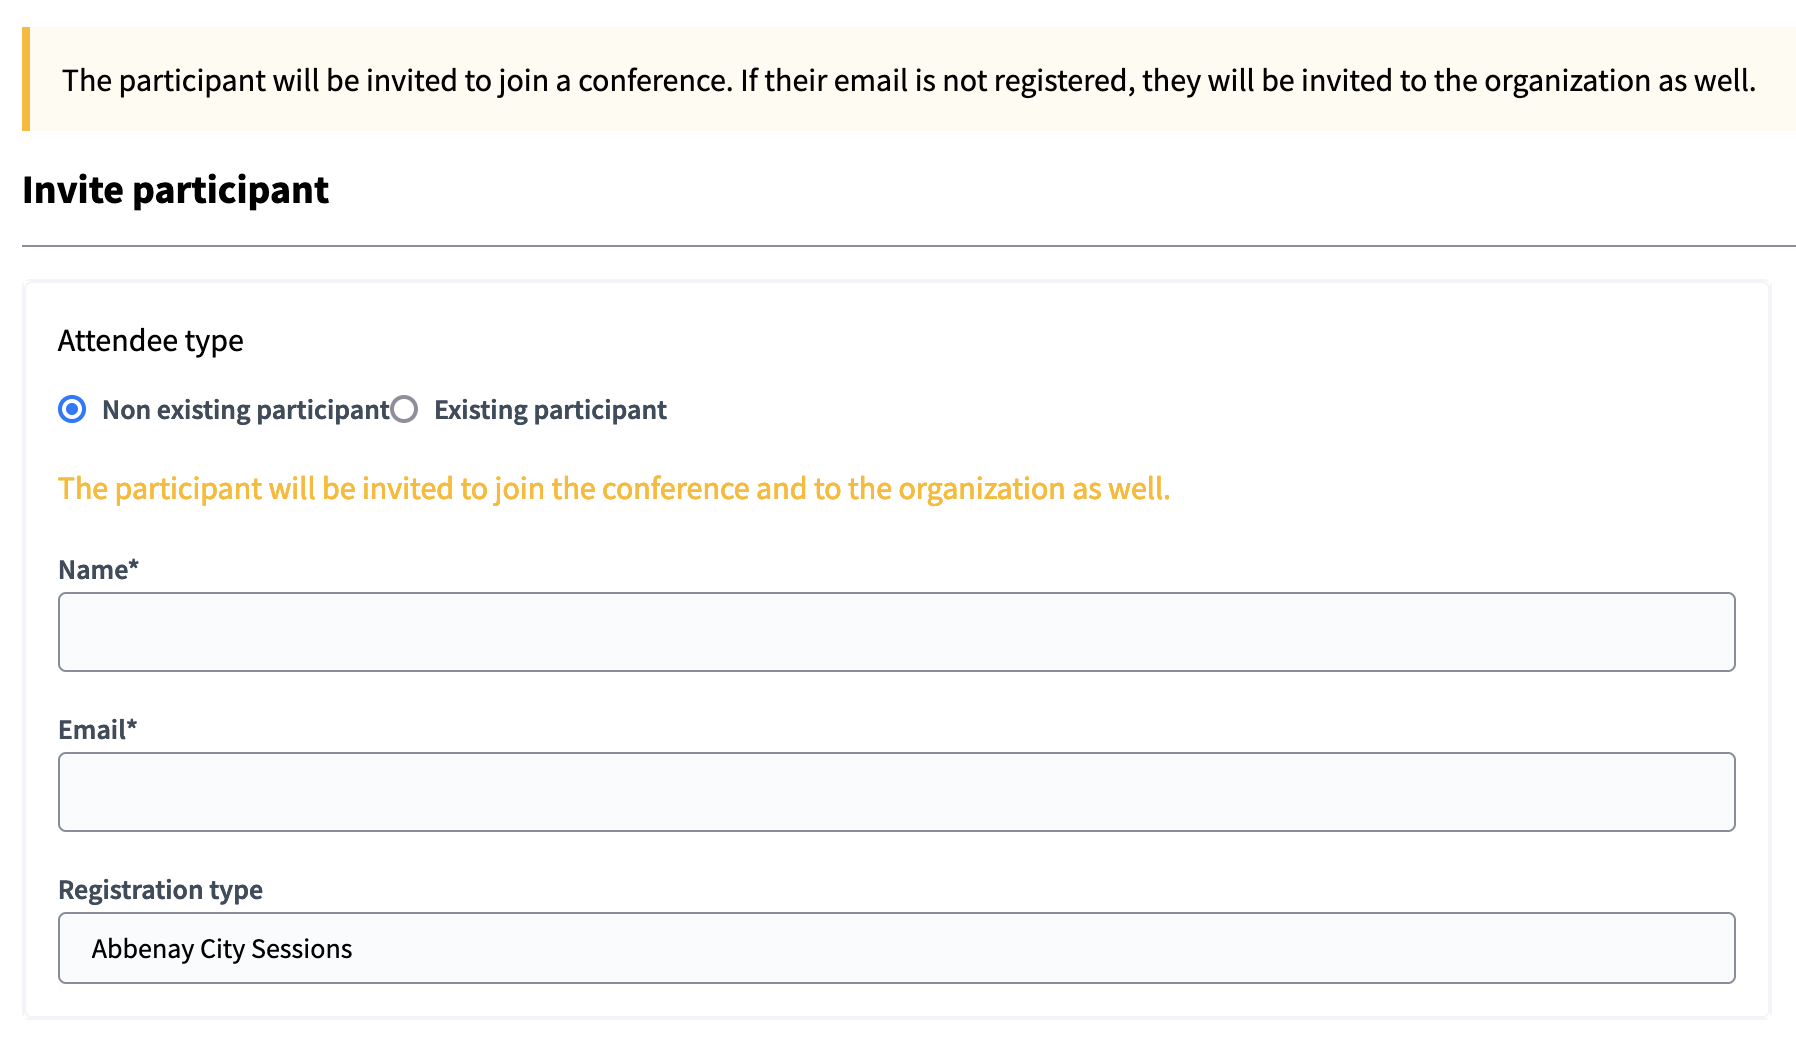 The participant will be invited to join a conference. If their email is not registered, they will be invited to the organization as well.
Invite participant
Attendee type
Non existing participant Existing participant
The participant will be invited to join the conference and to the organization as well.
Name*
Email*
Registration type
Abbenay City Sessions